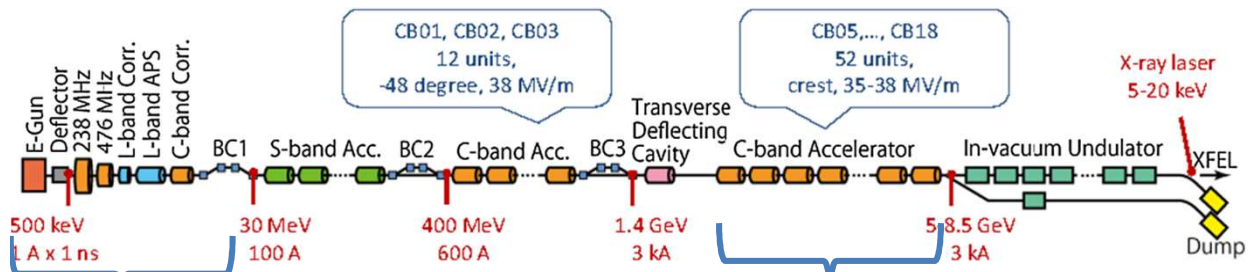 CB01, CB02, CB03
12 units,
-48 degree, 38 MV/m
CB05,..., CB18
52 units,
crest, 35-38 MV/m
X-ray laser
5-20 keV
E-Gun
Deflector
238 MHz
476 MHz
L-band Corr.
L-band APS
C-band Corr.
BC1
S-band Acc.
BC2
C-band Acc.
BC3
Transverse
Deflecting
Cavity
C-band Accelerator
In-vacuum Undulator
XFEL
500 keV
1 A x 1 ns
30 MeV
100 A
400 MeV
600 A
1.4 GeV
3 kA
5-8.5 GeV
3 kA
Dump